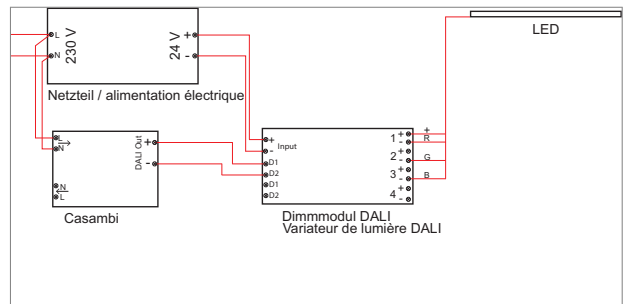 L
N
230 V
24 V
+
-
Netzteil / alimentation électrique
LED
L
N
N
L
DALI Out
+
-
Casambi
+
-
Input
D1
D2
D1
D2
1
+
-
2
+
-
3
+
-
4
+
-
+
R
G
B
Dimmmodul DALI
Variateur de lumière DALI